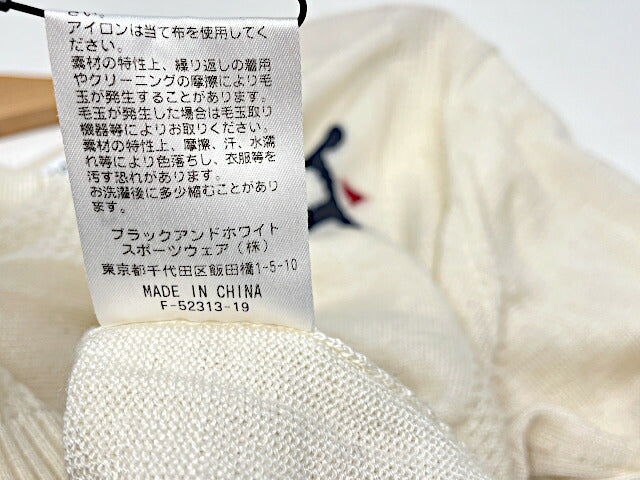 さい。
アイロンは当て布を使用してく
ださい。
素材の特性上、繰り返しの着用
やクリーニングの摩擦により毛
玉が発生することがあります。
毛玉が発生した場合は毛玉取り
機器等によりお取りください。
素材の特性上、摩擦、汗、水濡
れ等により色落ちし、衣服等を
汚す恐れがあります。
お洗濯後に多少縮むことがあり
ます。
ブラックアンドホワイト
スポーツウェア(株)
東京都千代田区飯田橋1-5-10
MADE IN CHINA
F-52313-19